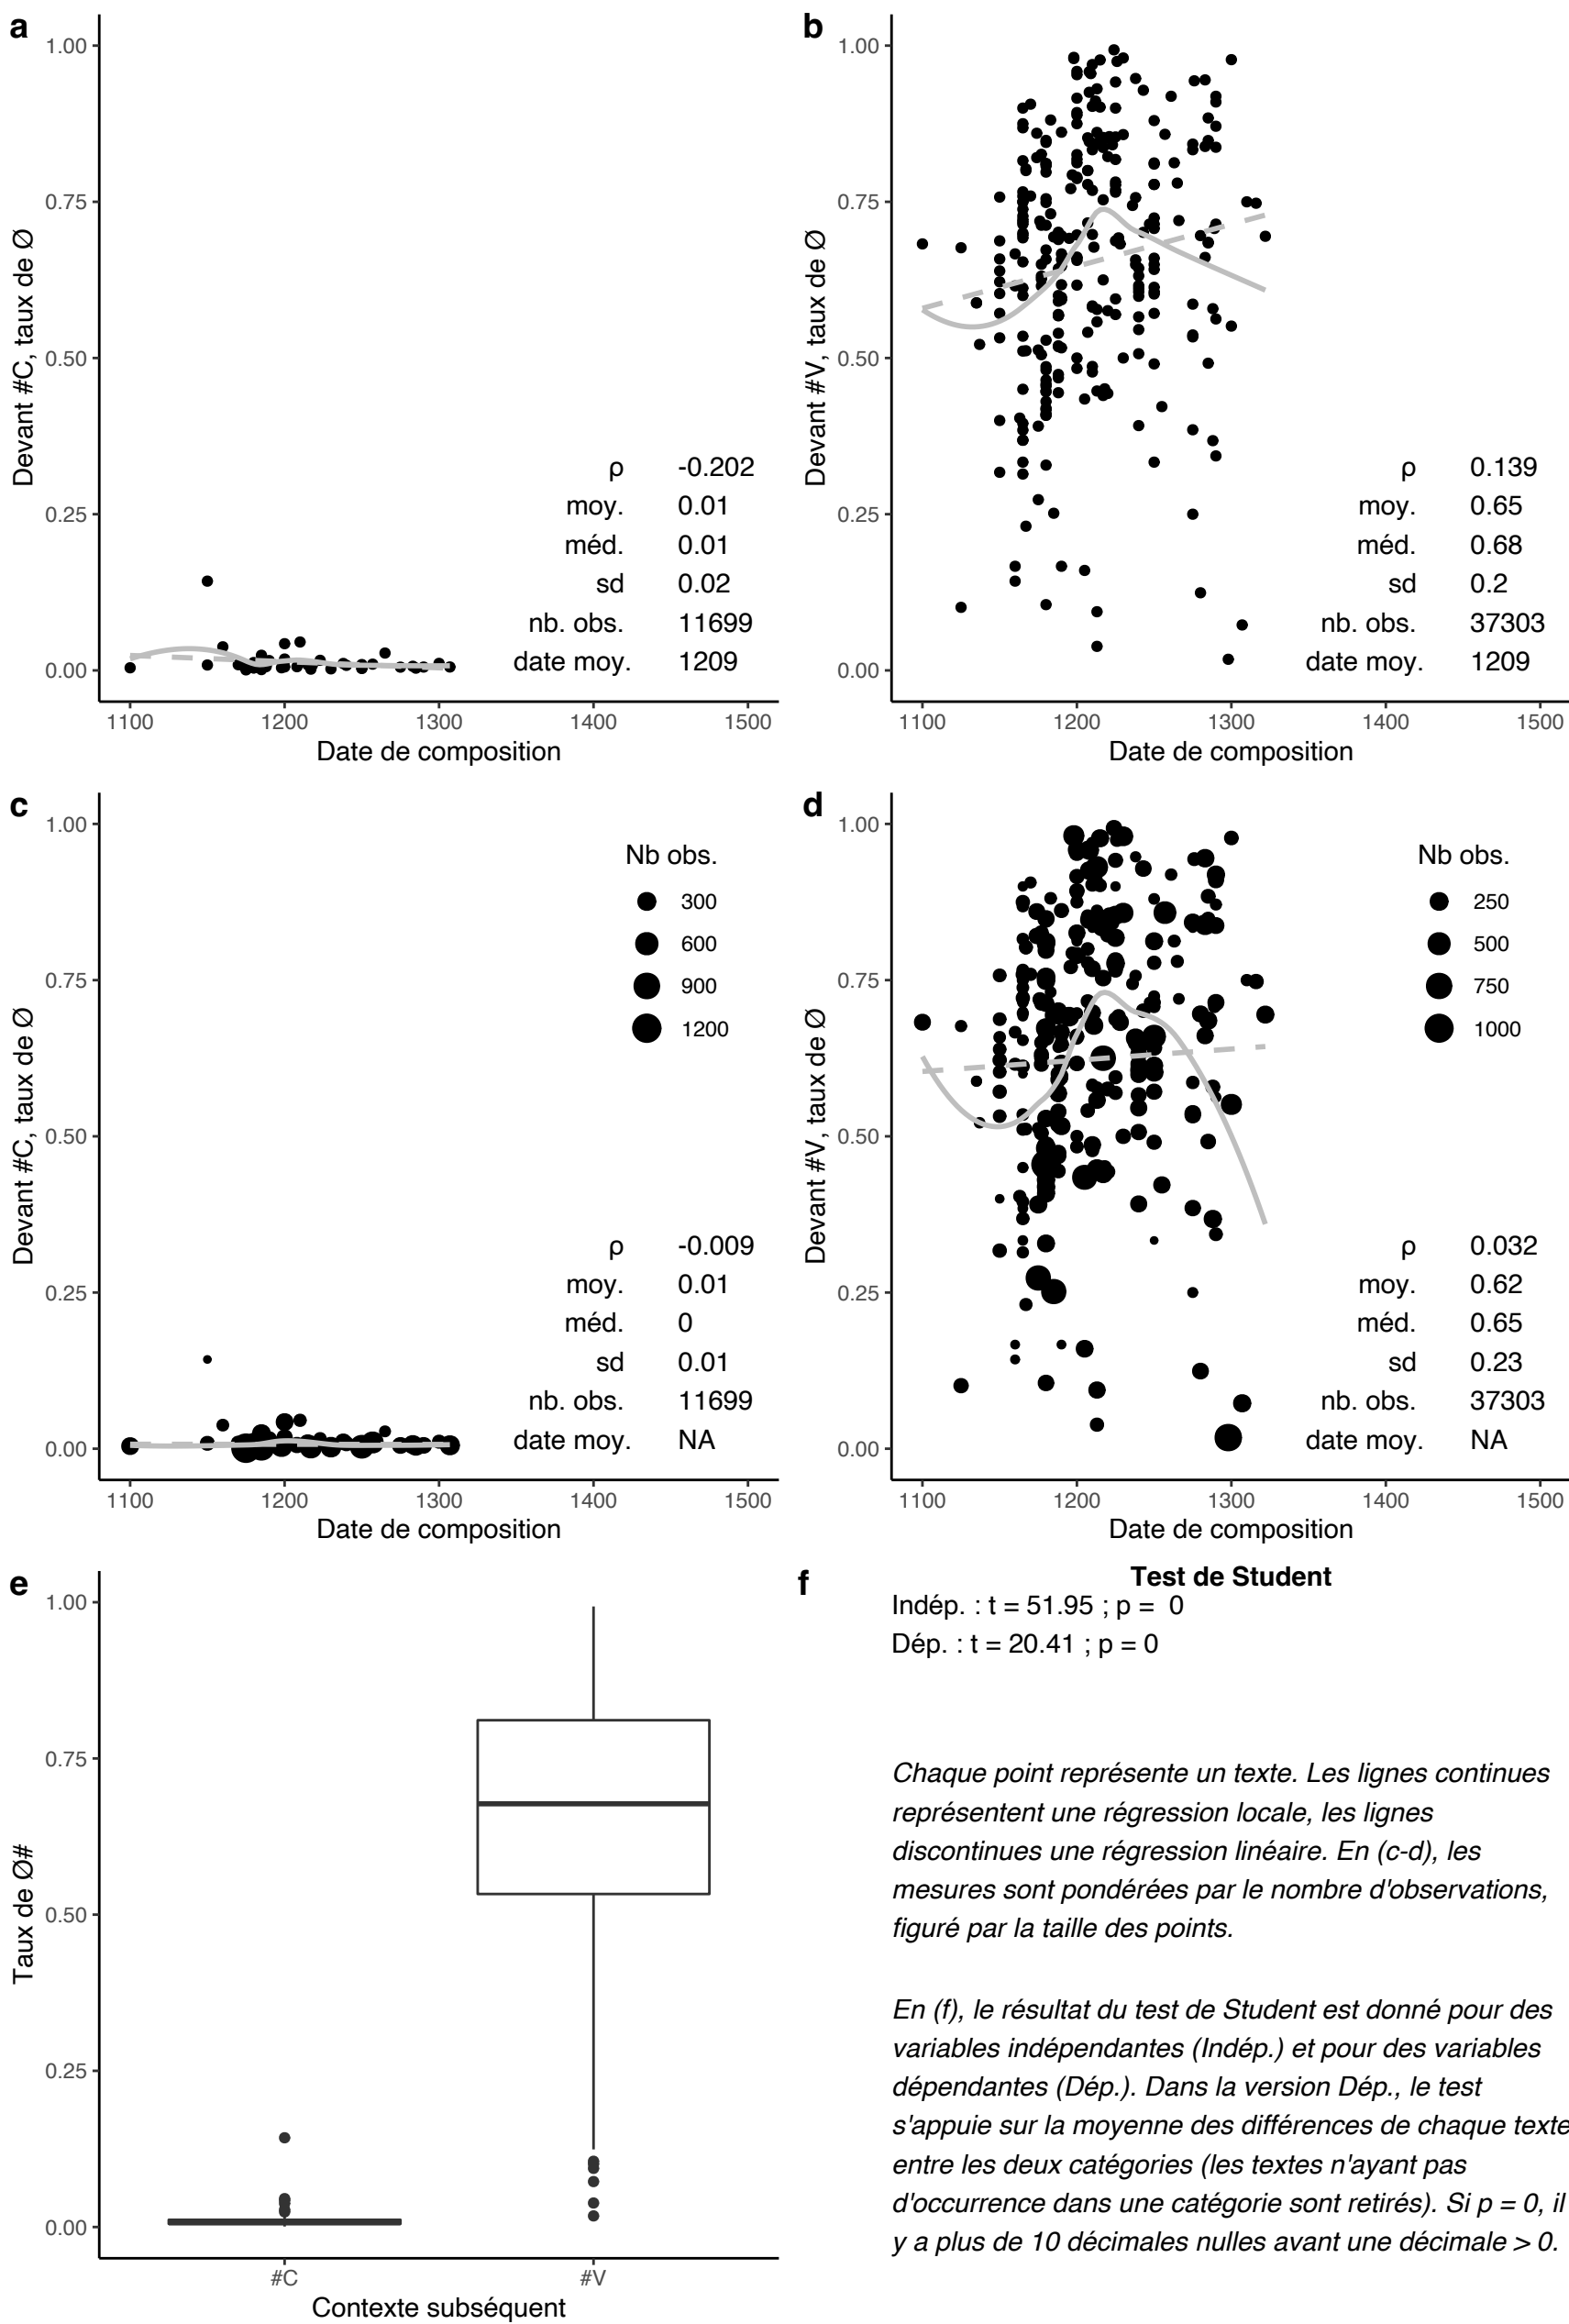 a
1.00
0.75
0.50
0.25
0.00
Devant #C, taux de Ø
ρ -0.202
moy. 0.01
méd. 0.01
sd 0.02
nb. obs. 11699
date moy. 1209
1100 1200 1300 1400 1500
Date de composition
b
1.00
0.75
0.50
0.25
0.00
Devant #V, taux de Ø
ρ 0.139
moy. 0.65
méd. 0.68
sd 0.2
nb. obs. 37303
date moy. 1209
1100 1200 1300 1400 1500
Date de composition
c
1.00
0.75
0.50
0.25
0.00
Devant #C, taux de Ø
Nb obs.
300
600
900
1200
ρ -0.009
moy. 0.01
méd. 0
sd 0.01
nb. obs. 11699
date moy. NA
1100 1200 1300 1400 1500
Date de composition
d
1.00
0.75
0.50
0.25
0.00
Devant #V, taux de Ø
Nb obs.
250
500
750
1000
ρ 0.032
moy. 0.62
méd. 0.65
sd 0.23
nb. obs. 37303
date moy. NA
1100 1200 1300 1400 1500
Date de composition
e
1.00
0.75
0.50
0.25
0.00
Taux de Ø#
#C #V
Contexte subséquent
f
Test de Student
Indép. : t = 51.95 ; p = 0
Dép. : t = 20.41 ; p = 0
Chaque point représente un texte. Les lignes continues
représentent une régression locale, les lignes
discontinues une régression linéaire. En (c-d), les
mesures sont pondérées par le nombre d'observations,
figuré par la taille des points.
En (f), le résultat du test de Student est donné pour des
variables indépendantes (Indép.) et pour des variables
dépendantes (Dép.). Dans la version Dép., le test
s'appuie sur la moyenne des différences de chaque texte
entre les deux catégories (les textes n'ayant pas
d'occurrence dans une catégorie sont retirés). Si p = 0, il
y a plus de 10 décimales nulles avant une décimale > 0.